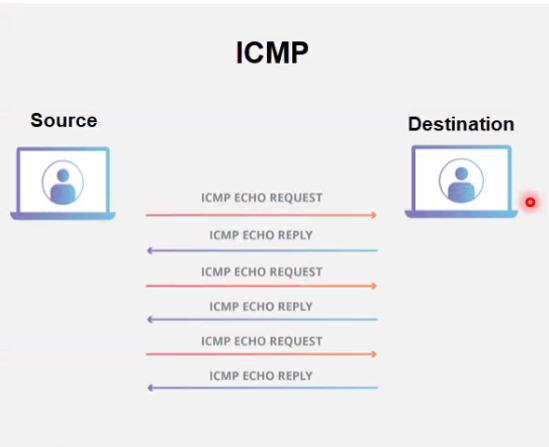 ICMP
Source
Destination
ICMP ECHO REQUEST
ICMP ECHO REPLY
ICMP ECHO REQUEST
ICMP ECHO REPLY
ICMP ECHO REQUEST
ICMP ECHO REPLY